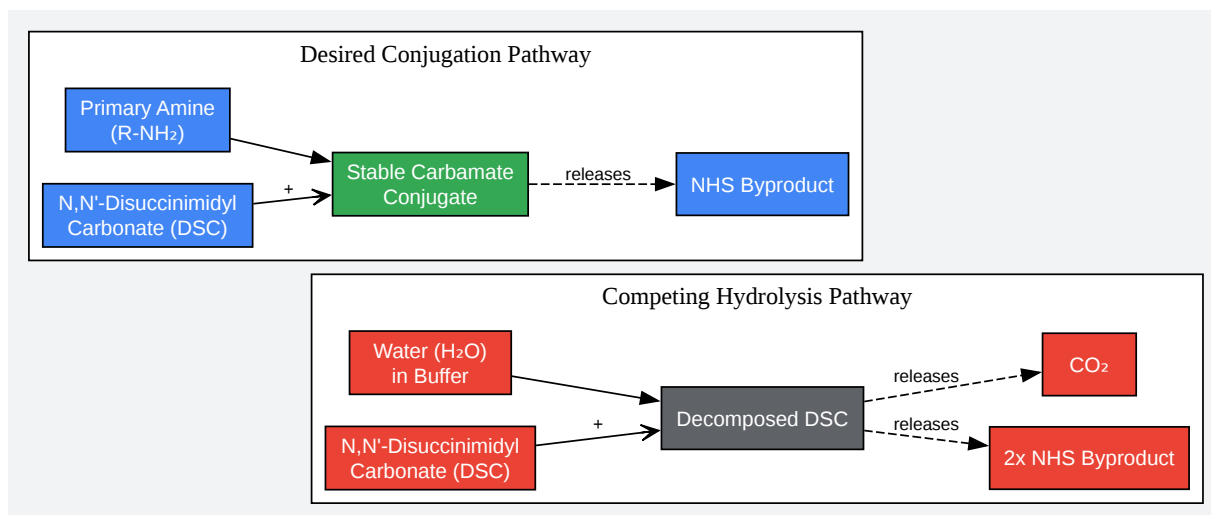 Desired Conjugation Pathway
Primary Amine
(R-NH₂)
N,N'-Disuccinimidyl
Carbonate (DSC)
+
Stable Carbamate
Conjugate
releases
NHS Byproduct
Competing Hydrolysis Pathway
Water (H₂O)
in Buffer
N,N'-Disuccinimidyl
Carbonate (DSC)
+
Decomposed DSC
releases
CO₂
releases
2x NHS Byproduct